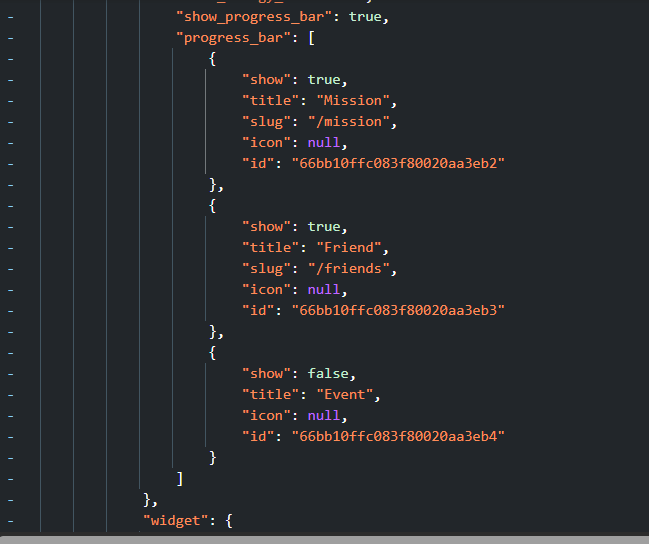 "show_progress_bar": true,
"progress_bar": [
{
"show": true,
"title": "Mission",
"slug": "/mission",
"icon": null,
"id": "66bb10ffc083f80020aa3eb2"
},
{
"show": true,
"title": "Friend",
"slug": "/friends",
"icon": null,
"id": "66bb10ffc083f80020aa3eb3"
},
{
"show": false,
"title": "Event",
"icon": null,
"id": "66bb10ffc083f80020aa3eb4"
}
]
},
"widget": {